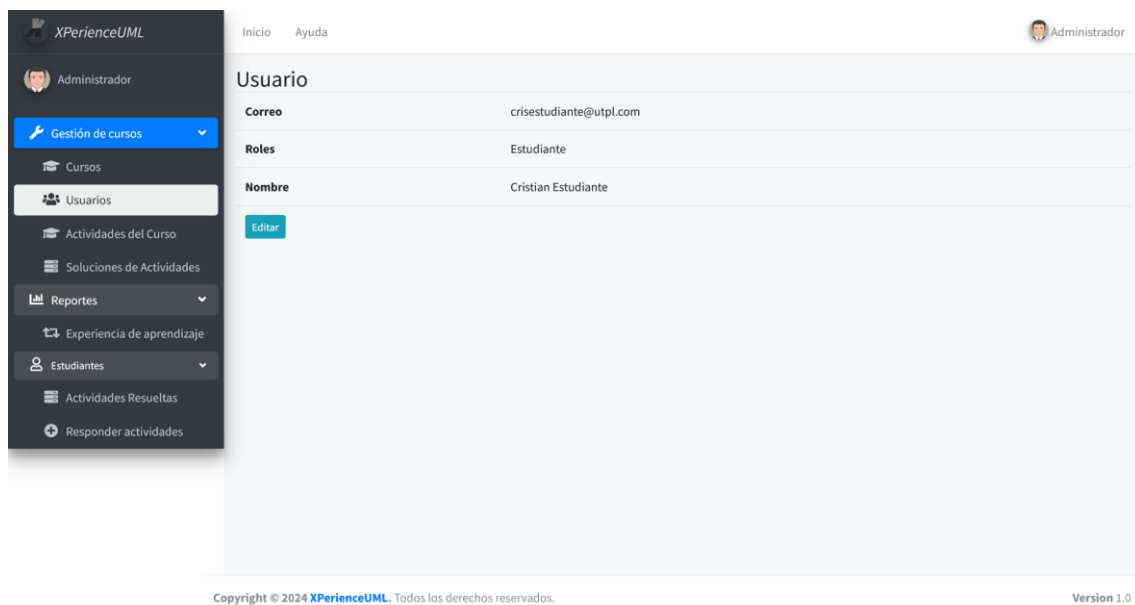 XPerienceUML
Inicio Ayuda
Administrador
Administrador
Gestión de cursos
Cursos
Usuarios
Actividades del Curso
Soluciones de Actividades
Reportes
Experiencia de aprendizaje
Estudiantes
Actividades Resueltas
Responder actividades
Usuario
Correo crisestudiante@utpl.com
Roles Estudiante
Nombre Cristian Estudiante
Editar
Copyright © 2024 XPerienceUML. Todos los derechos reservados.
Version 1.0